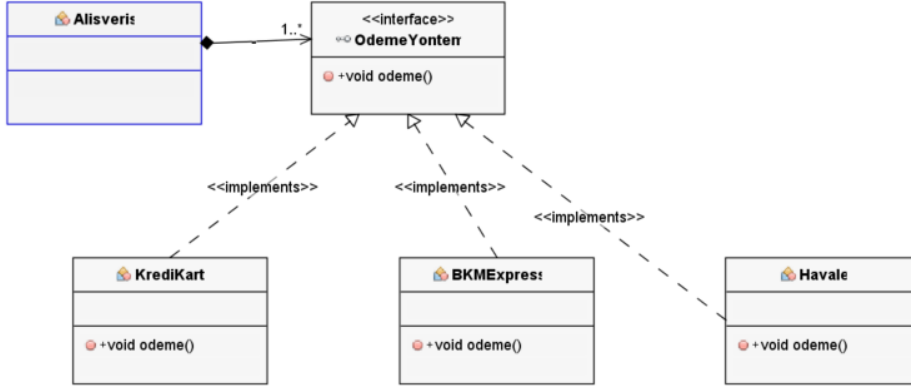 Alisveris
1..*
<<interface>>
OdemeYontem
+void odeme()
<<implements>>
<<implements>>
<<implements>>
KrediKart
+void odeme()
BKMExpress
+void odeme()
Havale
+void odeme()